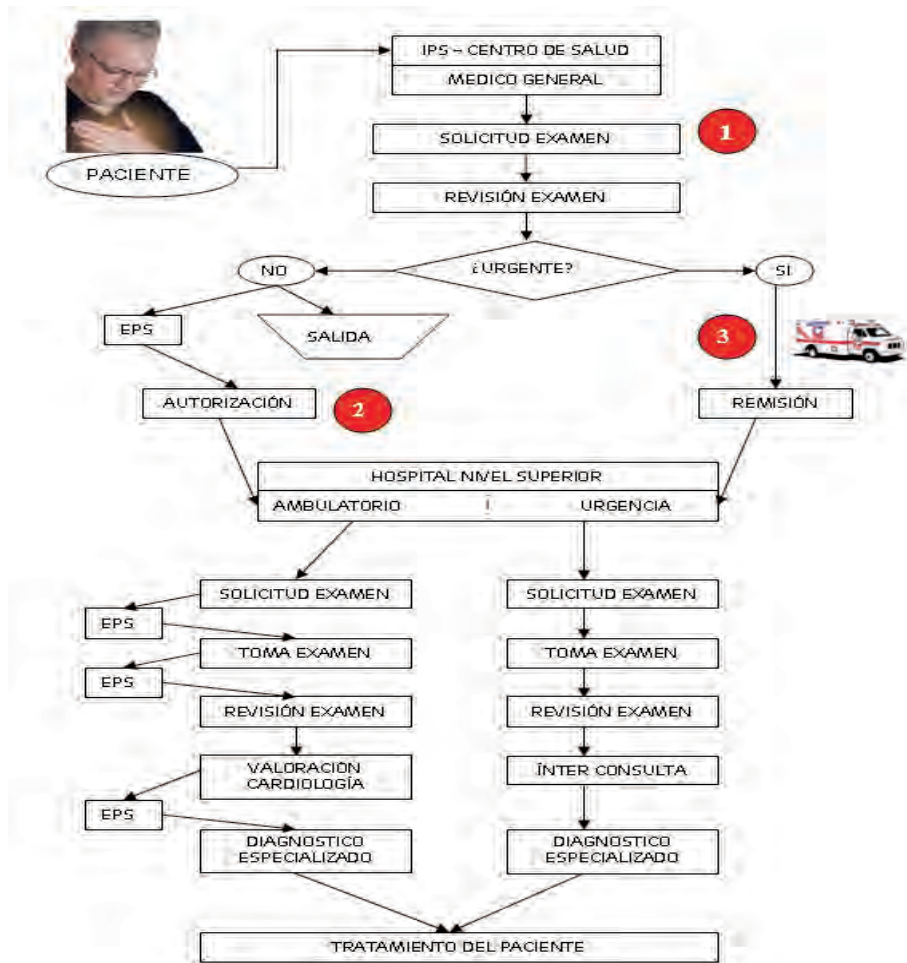 IPS – CENTRO DE SALUD
MEDICO GENERAL
SOLICITUD EXAMEN
1
PACIENTE
REVISIÓN EXAMEN
¿URGENTE?
NO
SI
EPS
SALIDA
3
AUTORIZACIÓN
2
REMISIÓN
HOSPITAL NIVEL SUPERIOR
AMBULATORIO
URGENCIA
SOLICITUD EXAMEN
SOLICITUD EXAMEN
EPS
TOMA EXAMEN
TOMA EXAMEN
EPS
REVISIÓN EXAMEN
REVISIÓN EXAMEN
VALORACIÓN
CARDIOLOGÍA
ÍNTER CONSULTA
EPS
DIAGNOSTICO
ESPECIALIZADO
DIAGNOSTICO
ESPECIALIZADO
TRATAMIENTO DEL PACIENTE